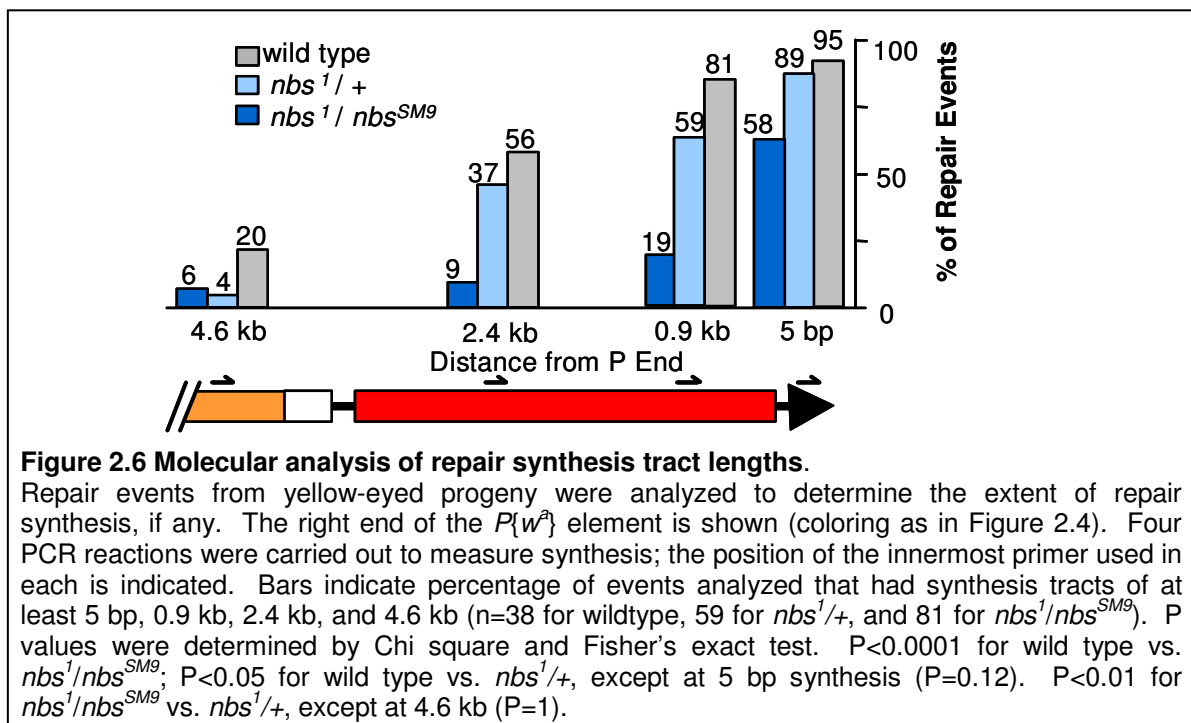 wild type
nbs¹/ +
nbs¹/ nbsˢᴹ⁹
6
4
20
9
37
56
19
59
81
58
89
95
100
50
0
% of Repair Events
4.6 kb
2.4 kb
0.9 kb
5 bp
Distance from P End
Figure 2.6 Molecular analysis of repair synthesis tract lengths.
Repair events from yellow-eyed progeny were analyzed to determine the extent of repair
synthesis, if any. The right end of the P{wᵃ} element is shown (coloring as in Figure 2.4). Four
PCR reactions were carried out to measure synthesis; the position of the innermost primer used in
each is indicated. Bars indicate percentage of events analyzed that had synthesis tracts of at
least 5 bp, 0.9 kb, 2.4 kb, and 4.6 kb (n=38 for wildtype, 59 for nbs¹/+, and 81 for nbs¹/nbsˢᴹ⁹). P
values were determined by Chi square and Fisher's exact test. P<0.0001 for wild type vs.
nbs¹/nbsˢᴹ⁹; P<0.05 for wild type vs. nbs¹/+, except at 5 bp synthesis (P=0.12). P<0.01 for
nbs¹/nbsˢᴹ⁹ vs. nbs¹/+, except at 4.6 kb (P=1).